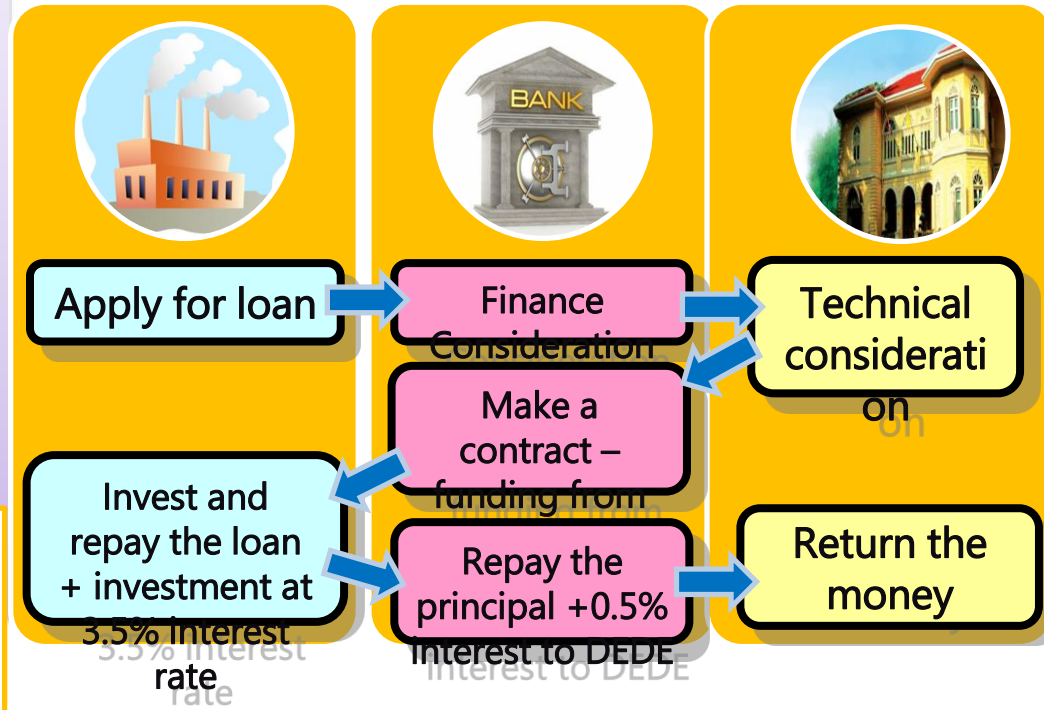 BANK
Apply for loan
Finance
Consideration
Technical
considerati
on
Make a
contract –
funding from
Invest and
repay the loan
+ investment at
3.5% interest
rate
Repay the
principal +0.5%
interest to DEDE
Return the
money